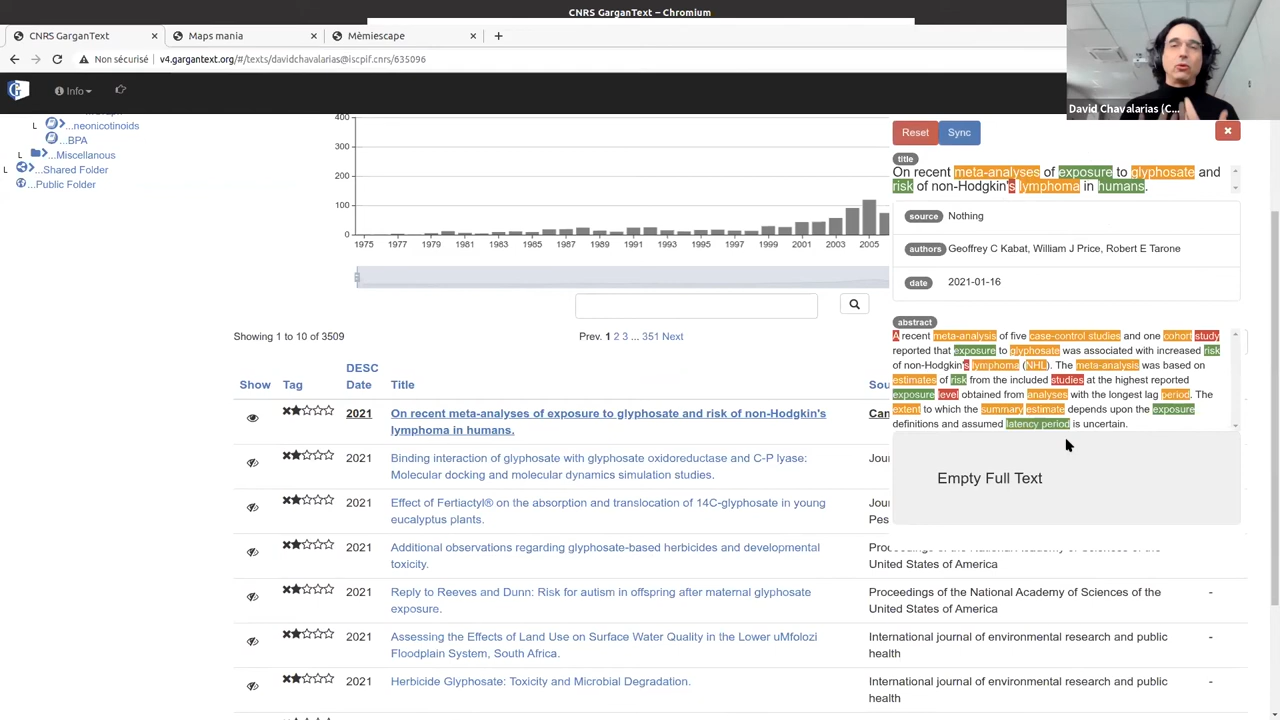 CNRS GarganText – Chromium
CNRS GarganText
Maps mania
Mèmiescape
Non sécurisé
v4.gargantext.org/#/texts/davidchavalarias@iscpif.cnrs/635096
Info
David Chavalarias (C...
...neonicotinoids
...BPA
...Miscellaneous
...Shared Folder
...Public Folder
400
300
200
100
0
1975 1977 1979 1981 1983 1985 1987 1989 1991 1993 1995 1997 1999 2001 2003 2005
Showing 1 to 10 of 3509
Prev. 1 2 3 ... 351 Next
Show Tag DESC Date Title Sou
2021 On recent meta-analyses of exposure to glyphosate and risk of non-Hodgkin's Can
lymphoma in humans.
2021 Binding interaction of glyphosate with glyphosate oxidoreductase and C-P lyase: Jour
Molecular docking and molecular dynamics simulation studies.
2021 Effect of Fertiactyl® on the absorption and translocation of 14C-glyphosate in young Jour
eucalyptus plants. Pes
2021 Additional observations regarding glyphosate-based herbicides and developmental Proceedings of the National Academy of Sciences of the
toxicity. United States of America
2021 Reply to Reeves and Dunn: Risk for autism in offspring after maternal glyphosate Proceedings of the National Academy of Sciences of the -
exposure. United States of America
2021 Assessing the Effects of Land Use on Surface Water Quality in the Lower uMfolozi International journal of environmental research and public -
Floodplain System, South Africa. health
2021 Herbicide Glyphosate: Toxicity and Microbial Degradation. International journal of environmental research and public -
health
Reset Sync
title
On recent meta-analyses of exposure to glyphosate and
risk of non-Hodgkin's lymphoma in humans.
source Nothing
authors Geoffrey C Kabat, William J Price, Robert E Tarone
date 2021-01-16
abstract
A recent meta-analysis of five case-control studies and one cohort study
reported that exposure to glyphosate was associated with increased risk
of non-Hodgkin's lymphoma (NHL). The meta-analysis was based on
estimates of risk from the included studies at the highest reported
exposure level obtained from analyses with the longest lag period. The
extent to which the summary estimate depends upon the exposure
definitions and assumed latency period is uncertain.
Empty Full Text